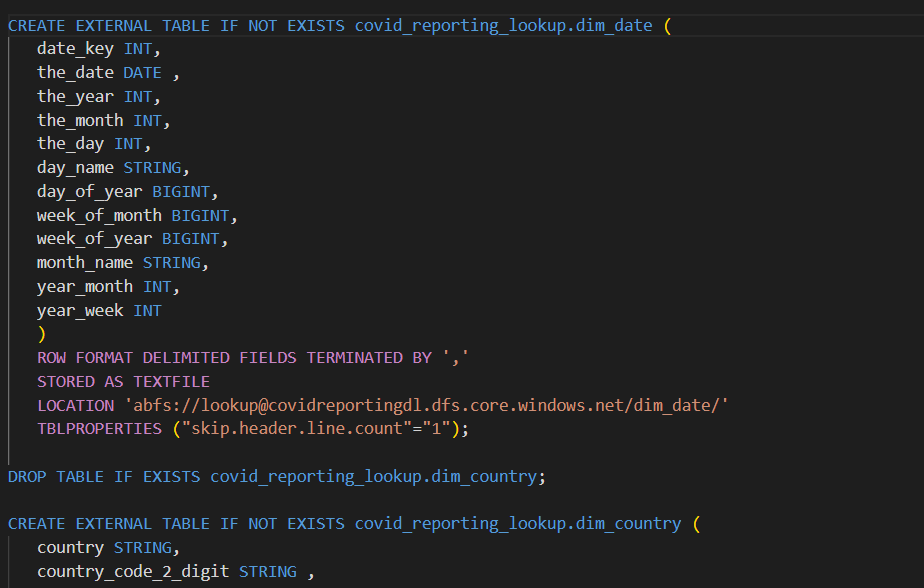 CREATE EXTERNAL TABLE IF NOT EXISTS covid_reporting_lookup.dim_date (
date_key INT,
the_date DATE ,
the_year INT,
the_month INT,
the_day INT,
day_name STRING,
day_of_year BIGINT,
week_of_month BIGINT,
week_of_year BIGINT,
month_name STRING,
year_month INT,
year_week INT
)
ROW FORMAT DELIMITED FIELDS TERMINATED BY ','
STORED AS TEXTFILE
LOCATION 'abfs://lookup@covidreportingdl.dfs.core.windows.net/dim_date/'
TBLPROPERTIES ("skip.header.line.count"="1");
DROP TABLE IF EXISTS covid_reporting_lookup.dim_country;
CREATE EXTERNAL TABLE IF NOT EXISTS covid_reporting_lookup.dim_country (
country STRING,
country_code_2_digit STRING ,